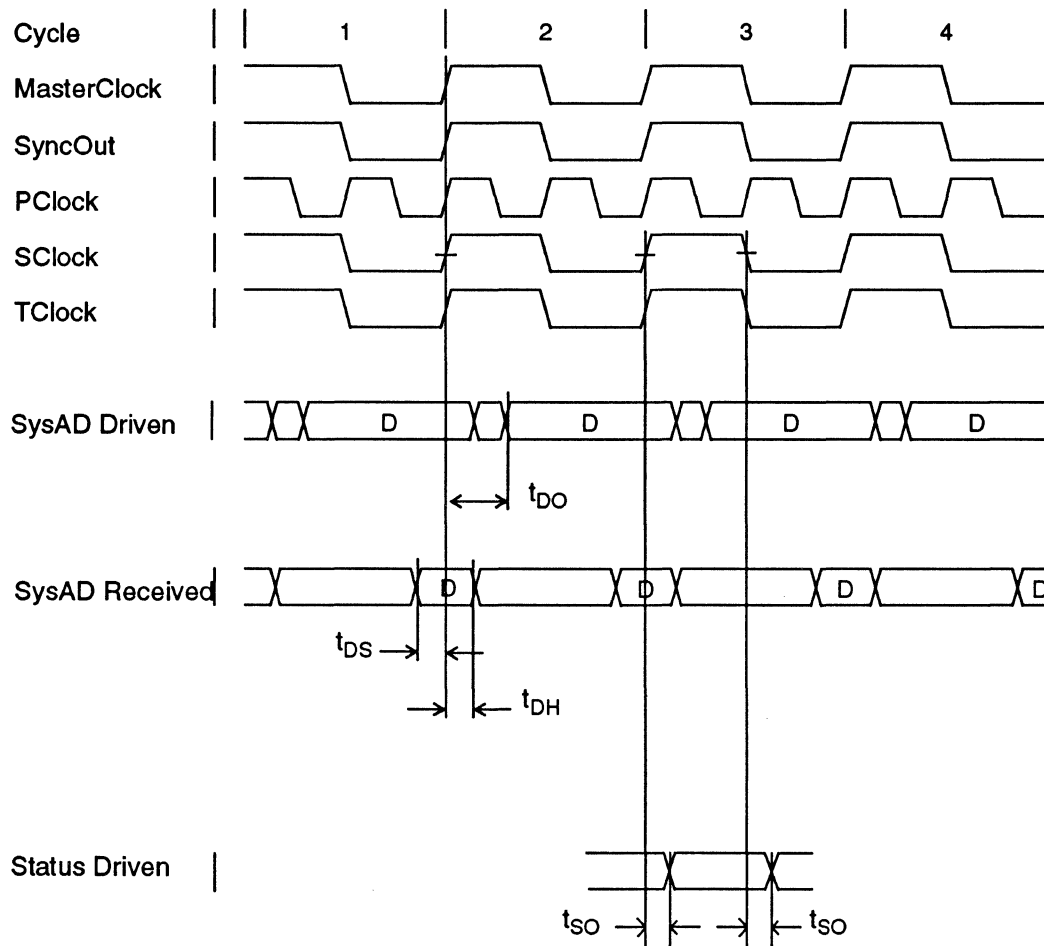 Cycle 1 2 3 4
MasterClock
SyncOut
PClock
SClock
TClock
SysAD Driven D D D D
tDO
SysAD Received D D D D
tDS
tDH
Status Driven
tSO tSO